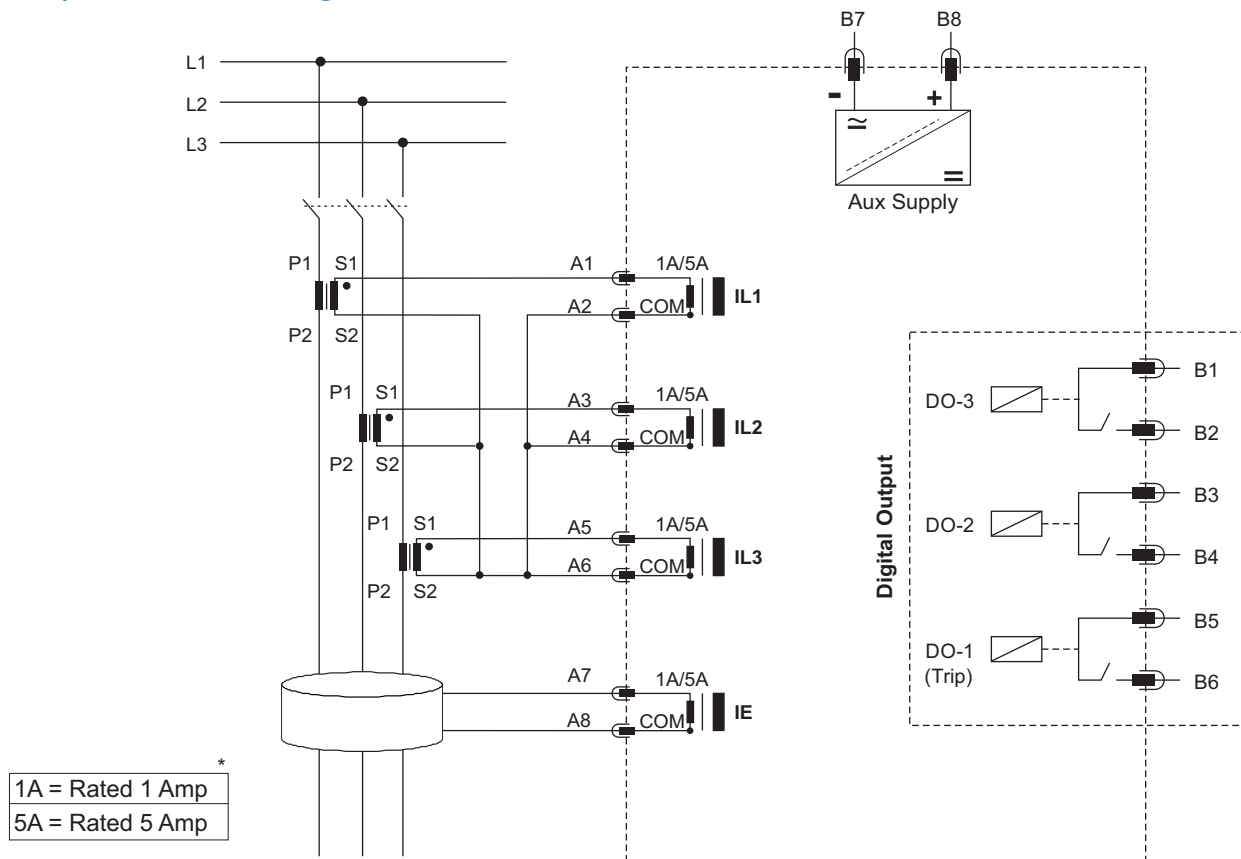 B7 B8
L1
L2
L3
- +
≃
=
Aux Supply
P1 S1 A1 1A/5A
IL1
A2 COM
P2 S2
P1 S1 A3 1A/5A
IL2
A4 COM
P2 S2
P1 S1 A5 1A/5A
IL3
A6 COM
P2 S2
A7 1A/5A
IE
A8 COM
Digital Output
DO-3
B1
B2
DO-2
B3
B4
DO-1
(Trip)
B5
B6
*
1A = Rated 1 Amp
5A = Rated 5 Amp